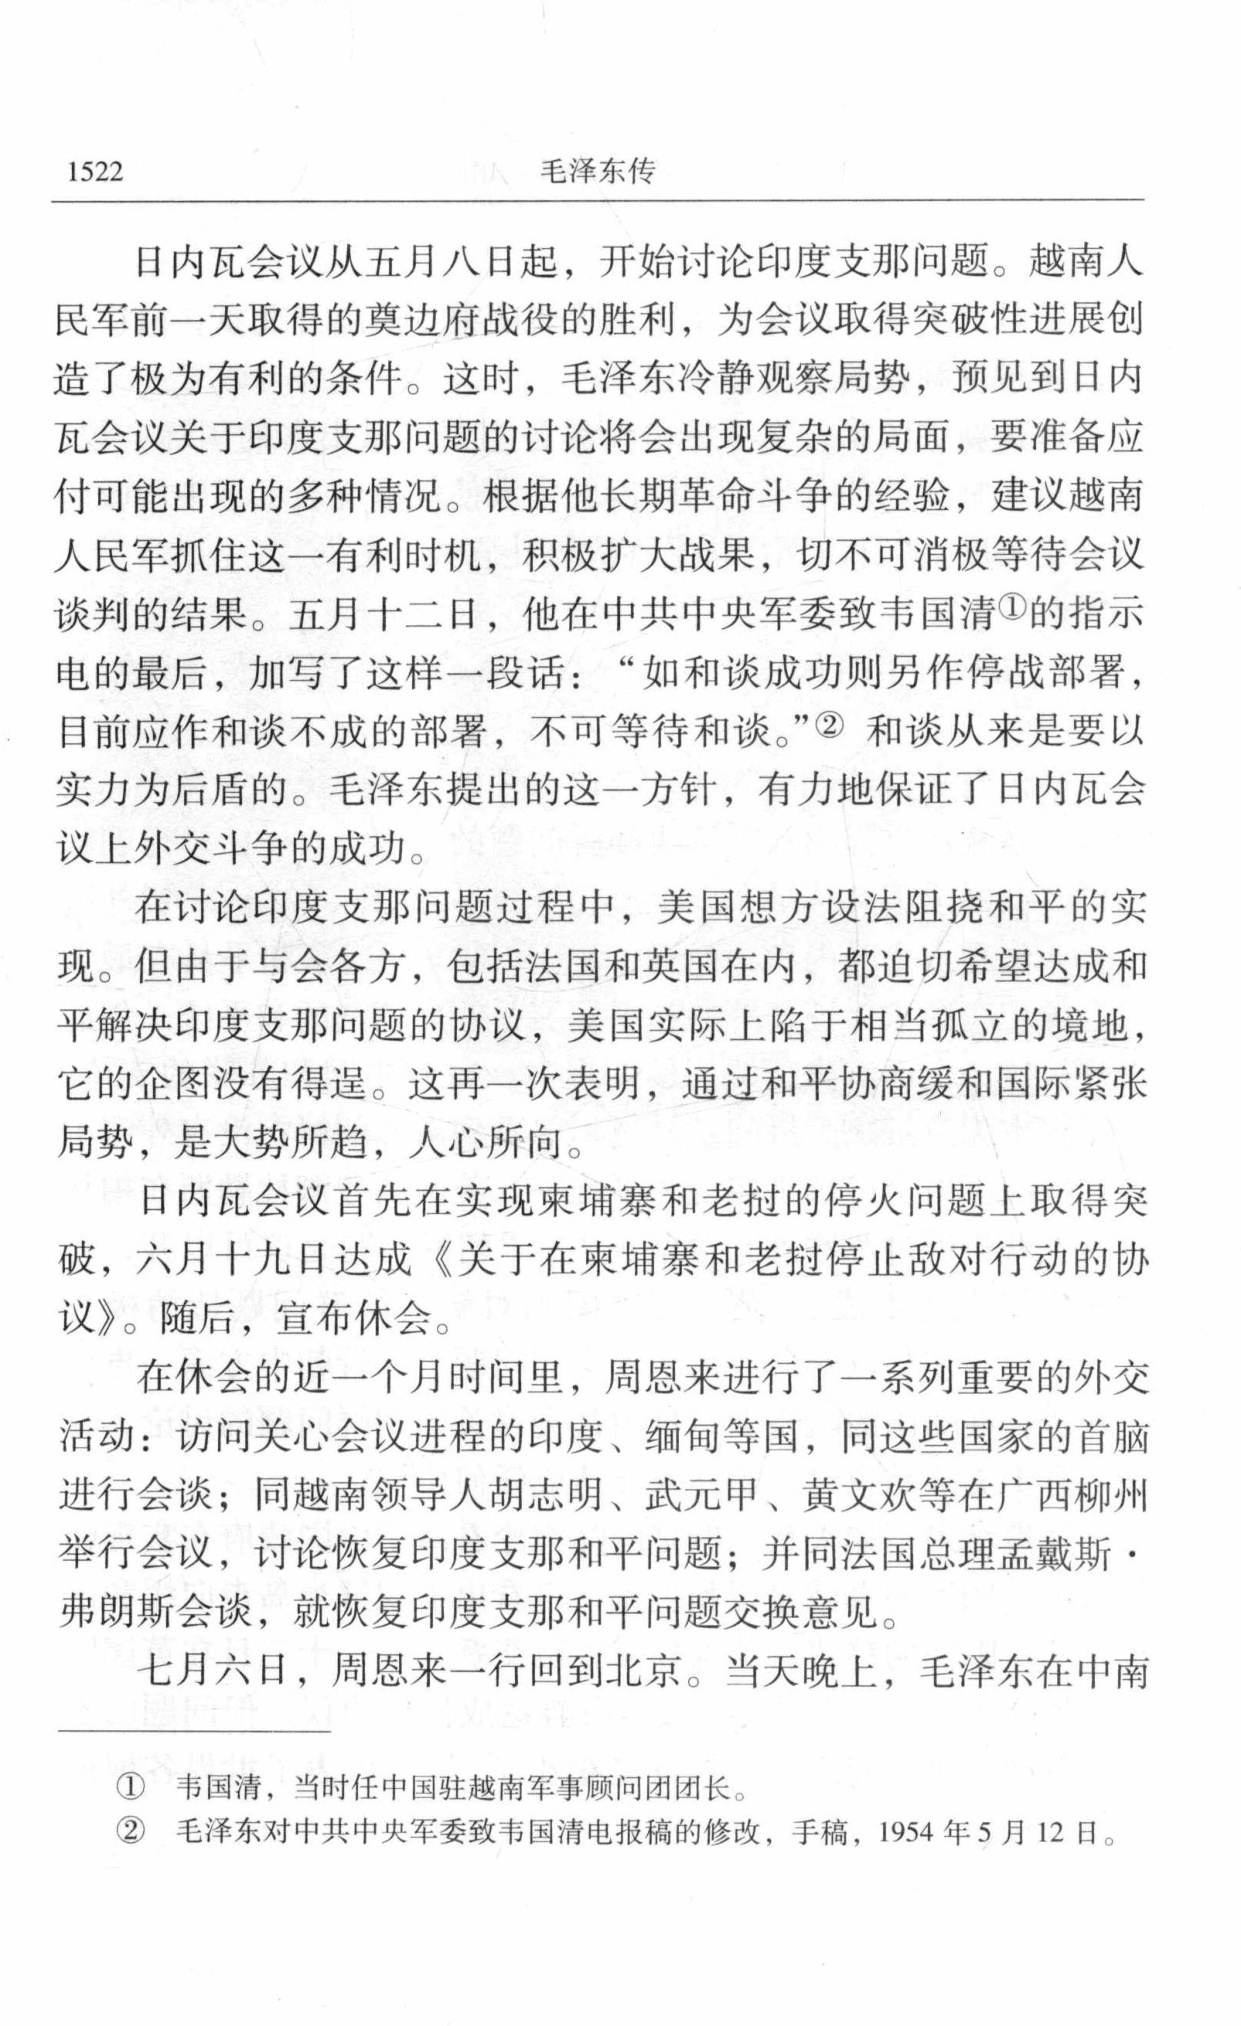 1522 毛泽东传
日内瓦会议从五月八日起，开始讨论印度支那问题。越南人
民军前一天取得的奠边府战役的胜利，为会议取得突破性进展创
造了极为有利的条件。这时，毛泽东冷静观察局势，预见到日内
瓦会议关于印度支那问题的讨论将会出现复杂的局面，要准备应
付可能出现的多种情况。根据他长期革命斗争的经验，建议越南
人民军抓住这一有利时机，积极扩大战果，切不可消极等待会议
谈判的结果。五月十二日，他在中共中央军委致韦国清①的指示
电的最后，加写了这样一段话：“如和谈成功则另作停战部署，
目前应作和谈不成的部署，不可等待和谈。”② 和谈从来是要以
实力为后盾的。毛泽东提出的这一方针，有力地保证了日内瓦会
议上外交斗争的成功。
在讨论印度支那问题过程中，美国想方设法阻挠和平的实
现。但由于与会各方，包括法国和英国在内，都迫切希望达成和
平解决印度支那问题的协议，美国实际上陷于相当孤立的境地，
它的企图没有得逞。这再一次表明，通过和平协商缓和国际紧张
局势，是大势所趋，人心所向。
日内瓦会议首先在实现柬埔寨和老挝的停火问题上取得突
破，六月十九日达成《关于在柬埔寨和老挝停止敌对行动的协
议》。随后，宣布休会。
在休会的近一个月时间里，周恩来进行了一系列重要的外交
活动：访问关心会议进程的印度、缅甸等国，同这些国家的首脑
进行会谈；同越南领导人胡志明、武元甲、黄文欢等在广西柳州
举行会议，讨论恢复印度支那和平问题；并同法国总理孟戴斯·
弗朗斯会谈，就恢复印度支那和平问题交换意见。
七月六日，周恩来一行回到北京。当天晚上，毛泽东在中南
① 韦国清，当时任中国驻越南军事顾问团团长。
② 毛泽东对中共中央军委致韦国清电报稿的修改，手稿，1954 年 5 月 12 日。